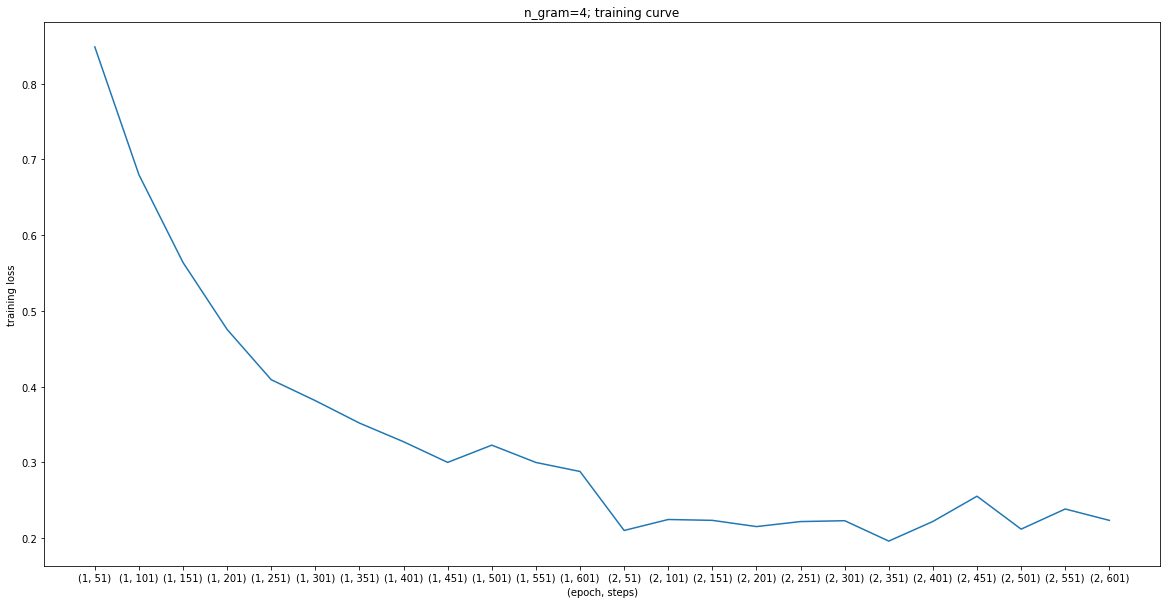 n_gram=4; training curve
0.8
0.7
0.6
0.5
0.4
0.3
0.2
training loss
(1, 51) (1, 101) (1, 151) (1, 201) (1, 251) (1, 301) (1, 351) (1, 401) (1, 451) (1, 501) (1, 551) (1, 601) (2, 51) (2, 101) (2, 151) (2, 201) (2, 251) (2, 301) (2, 351) (2, 401) (2, 451) (2, 501) (2, 551) (2, 601)
(epoch, steps)